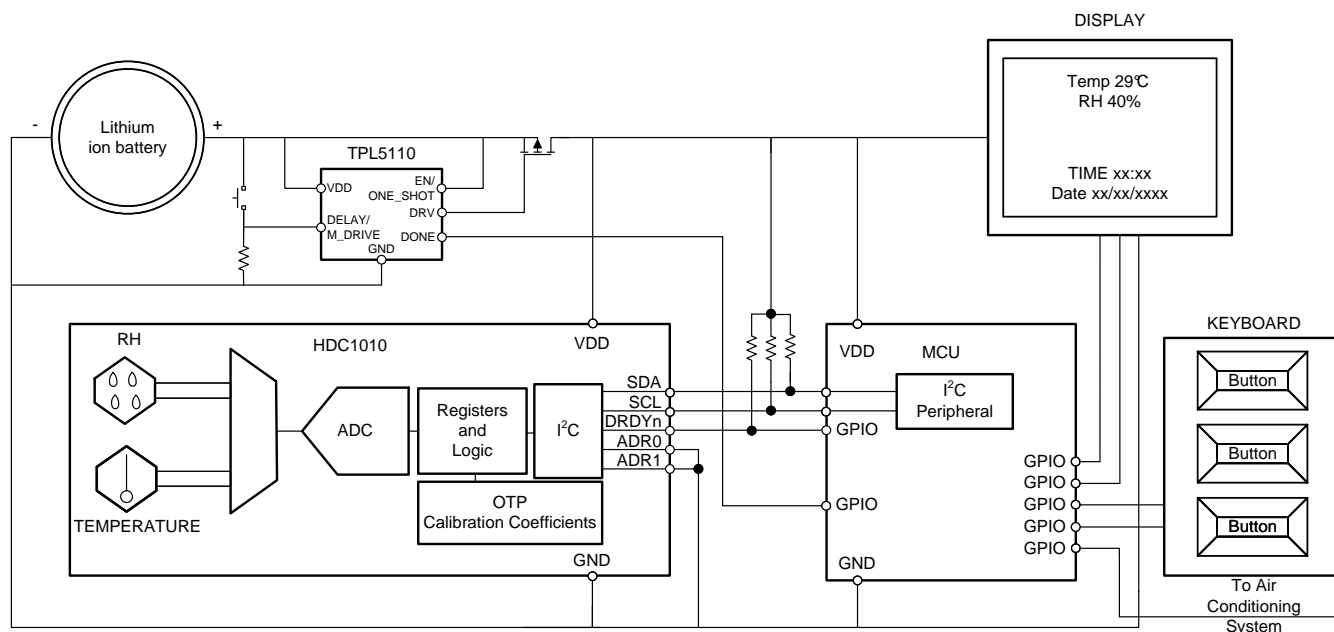 DISPLAY
Temp 29°C
RH 40%
TIME xx:xx
Date xx/xx/xxxx
-
Lithium
ion battery
+
TPL5110
VDD
EN/
ONE_SHOT
DRV
DELAY/
M_DRIVE
DONE
GND
RH
HDC1010
VDD
TEMPERATURE
ADC
Registers
and
Logic
I²C
OTP
Calibration Coefficients
SDA
SCL
DRDYn
ADR0
ADR1
GND
VDD
MCU
I²C
Peripheral
GPIO
GPIO
GND
GPIO
GPIO
GPIO
GPIO
GPIO
KEYBOARD
Button
Button
Button
To Air
Conditioning
System